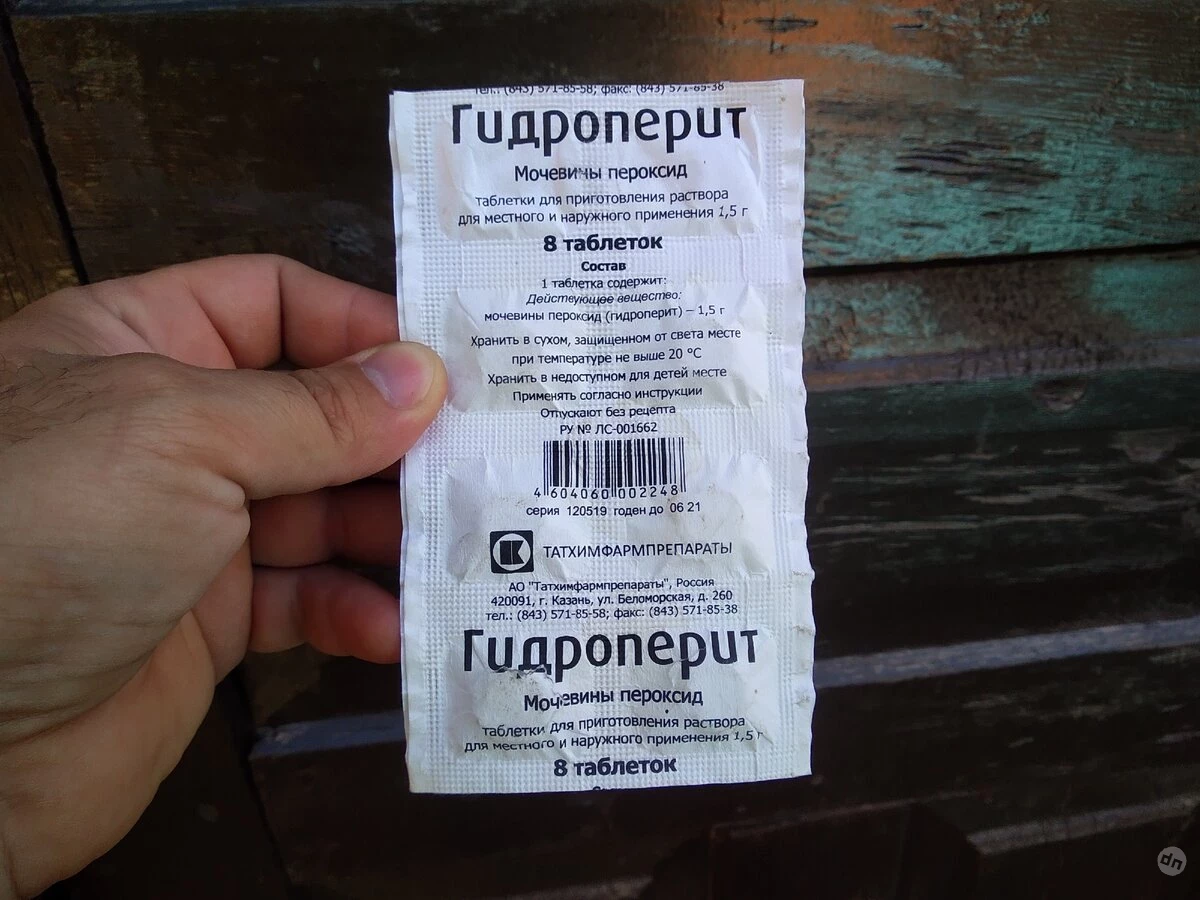 тел.: (843) 571-85-58; факс: (843) 571-85-38
Гидроперит
Мочевины пероксид
таблетки для приготовления раствора
для местного и наружного применения 1,5 г
8 таблеток
Состав
1 таблетка содержит:
Действующее вещество:
мочевины пероксид (гидроперит) – 1,5 г
Хранить в сухом, защищенном от света месте
при температуре не выше 20 °С
Хранить в недоступном для детей месте
Применять согласно инструкции
Отпускают без рецепта
РУ № ЛС-001662
4 604060 002248
серия 120519 годен до 06 21
ТАТХИМФАРМПРЕПАРАТЫ
АО "Татхимфармпрепараты", Россия
420091, г. Казань, ул. Беломорская, д. 260
тел.: (843) 571-85-58; факс: (843) 571-85-38
Гидроперит
Мочевины пероксид
таблетки для приготовления раствора
для местного и наружного применения 1,5 г
8 таблеток